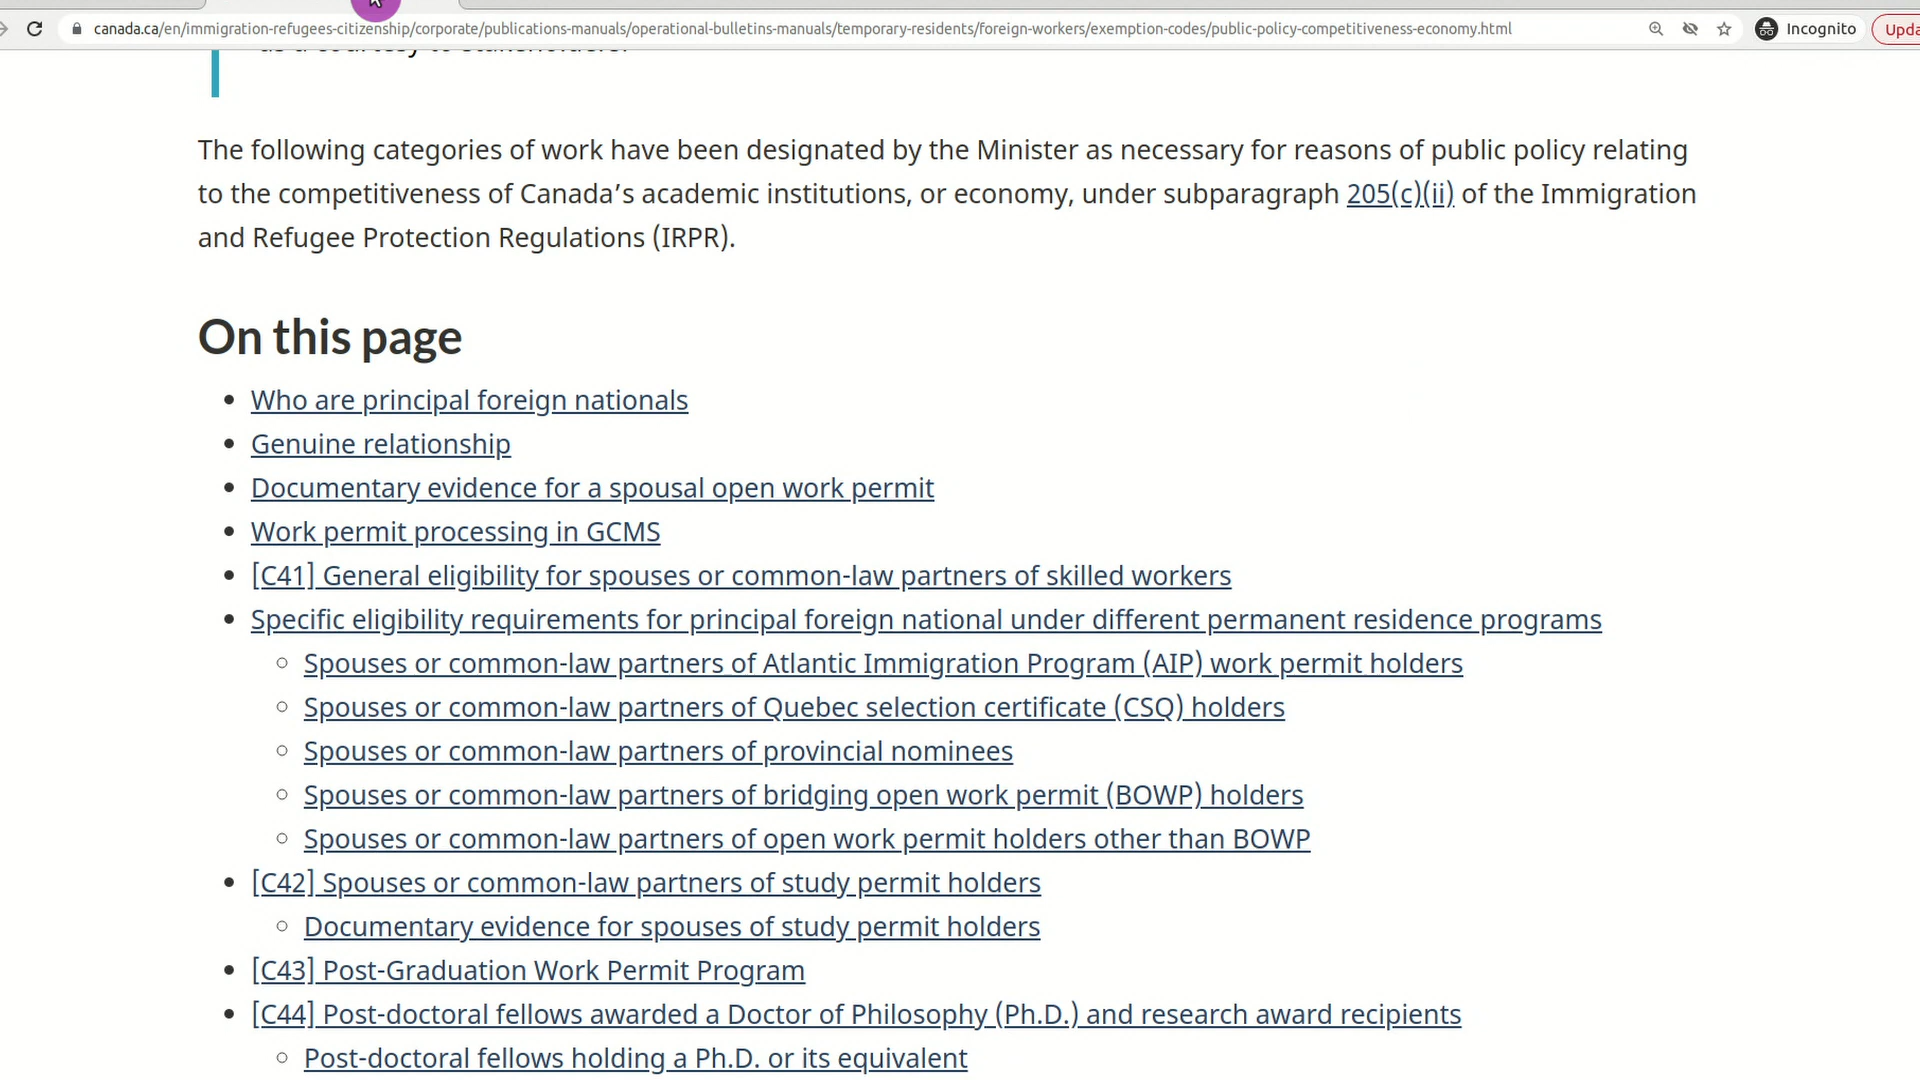 canada.ca/en/immigration-refugees-citizenship/corporate/publications-manuals/operational-bulletins-manuals/temporary-residents/foreign-workers/exemption-codes/public-policy-competitiveness-economy.html
Incognito
Upda
as a courtesy to stakeholders.
The following categories of work have been designated by the Minister as necessary for reasons of public policy relating
to the competitiveness of Canada’s academic institutions, or economy, under subparagraph 205(c)(ii) of the Immigration
and Refugee Protection Regulations (IRPR).
On this page
• Who are principal foreign nationals
• Genuine relationship
• Documentary evidence for a spousal open work permit
• Work permit processing in GCMS
• [C41] General eligibility for spouses or common-law partners of skilled workers
• Specific eligibility requirements for principal foreign national under different permanent residence programs
○ Spouses or common-law partners of Atlantic Immigration Program (AIP) work permit holders
○ Spouses or common-law partners of Quebec selection certificate (CSQ) holders
○ Spouses or common-law partners of provincial nominees
○ Spouses or common-law partners of bridging open work permit (BOWP) holders
○ Spouses or common-law partners of open work permit holders other than BOWP
• [C42] Spouses or common-law partners of study permit holders
○ Documentary evidence for spouses of study permit holders
• [C43] Post-Graduation Work Permit Program
• [C44] Post-doctoral fellows awarded a Doctor of Philosophy (Ph.D.) and research award recipients
○ Post-doctoral fellows holding a Ph.D. or its equivalent